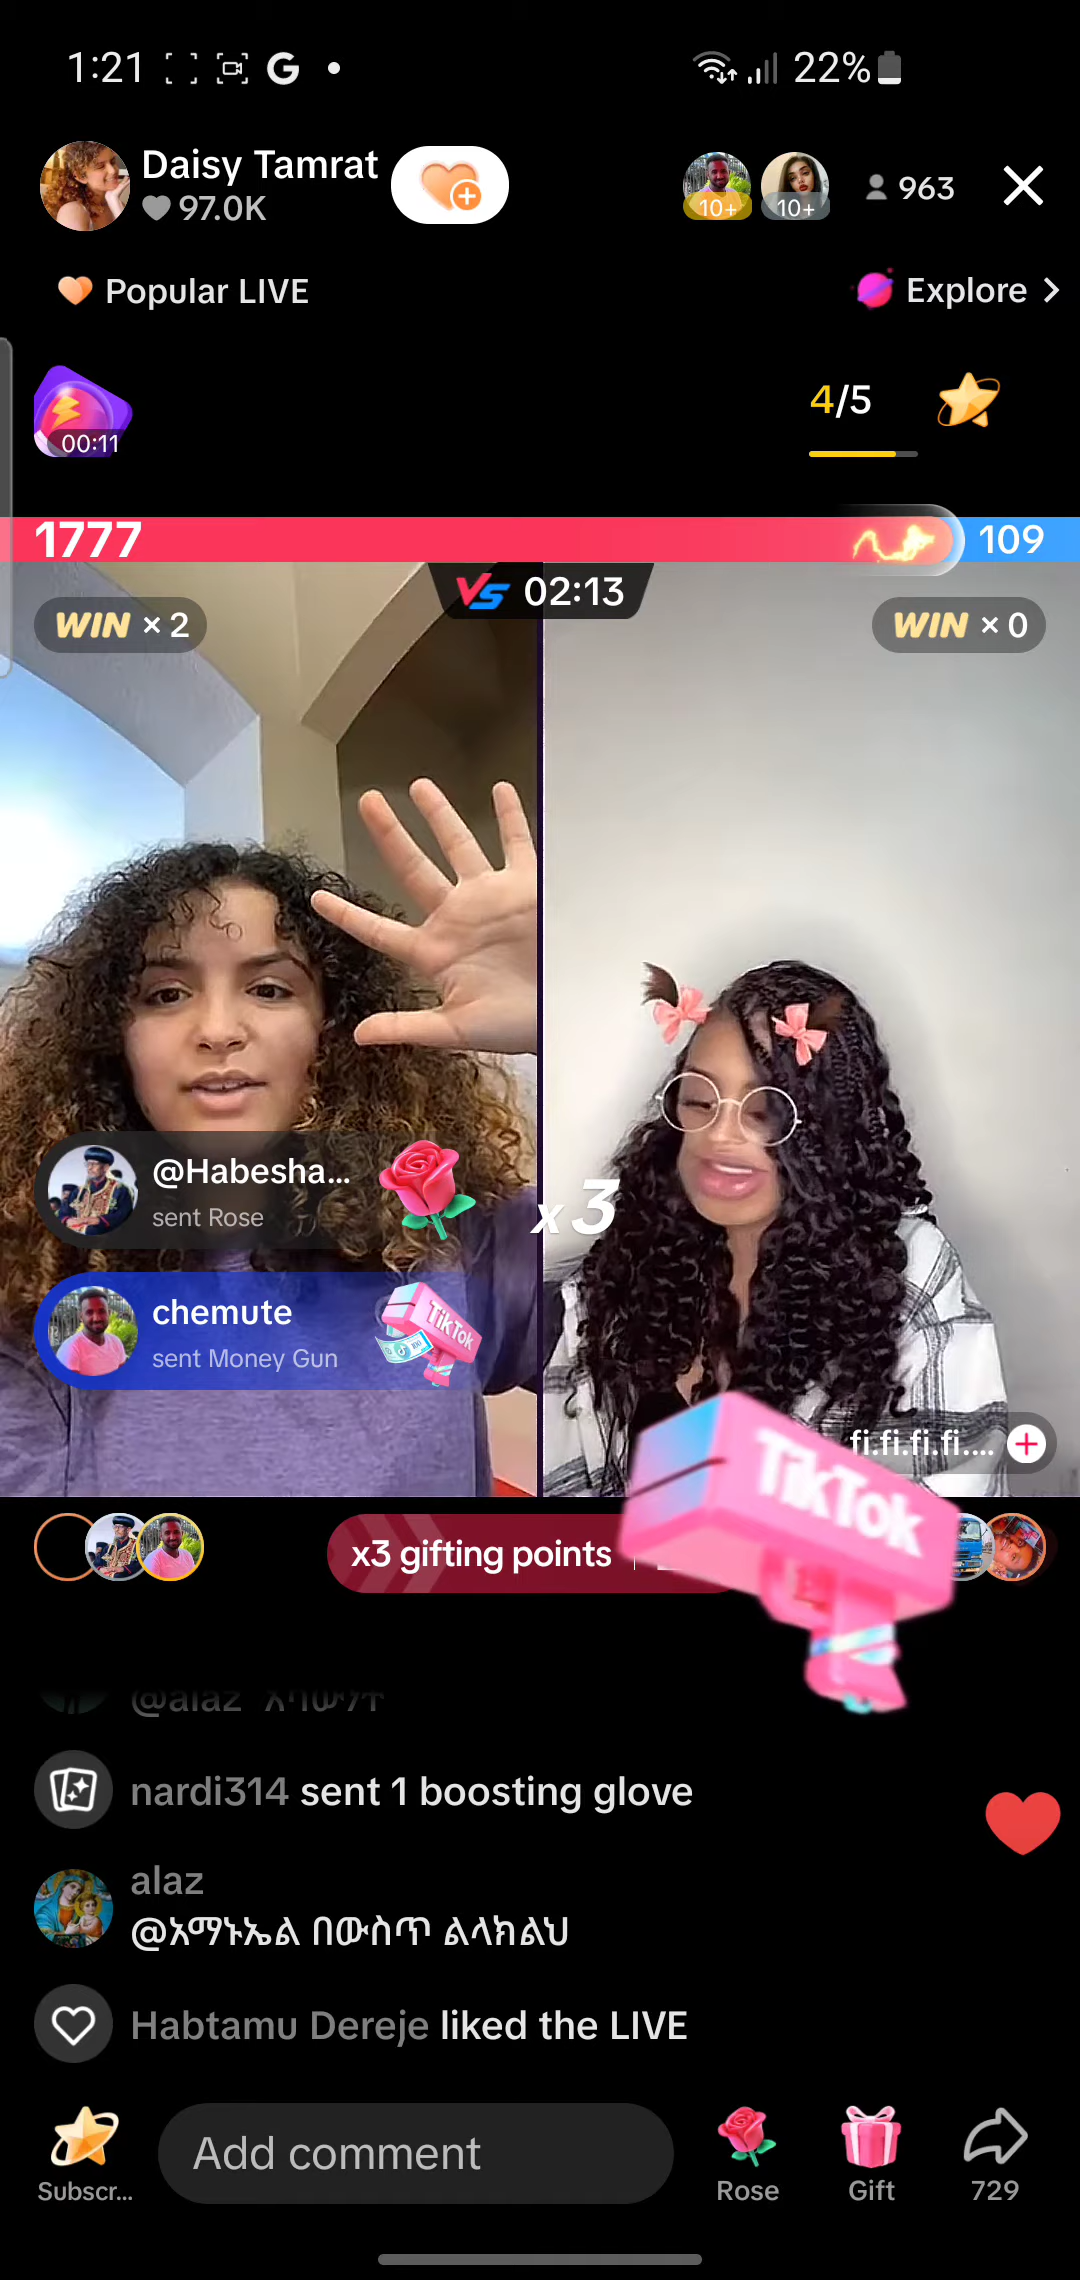 1:21
22%
Daisy Tamrat
97.0K
10+
10+
963
Popular LIVE
Explore
00:11
4/5
1777
109
VS 02:13
WIN × 2
WIN × 0
@Habesha...
sent Rose
x3
chemute
sent Money Gun
TikTok
fi.fi.fi.fi....
TikTok
x3 gifting points
@alaz
nardi314 sent 1 boosting glove
alaz
@አማኑኤል በውስጥ ልላክልህ
Habtamu Dereje liked the LIVE
Subscr...
Add comment
Rose
Gift
729